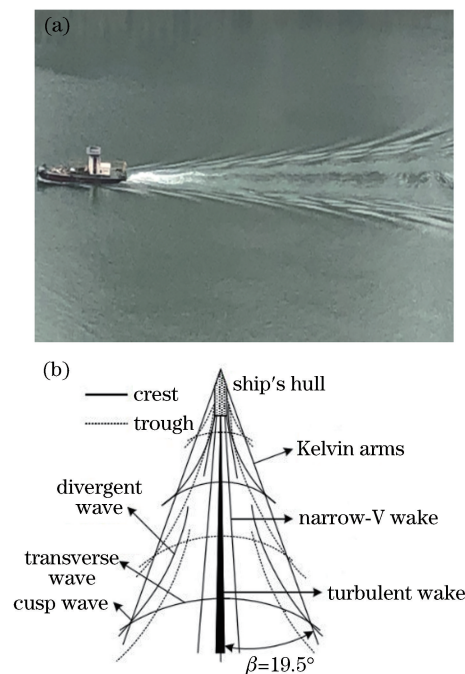 (a)
(b)
ship's hull
crest
trough
Kelvin arms
divergent
wave
narrow-V wake
transverse
wave
turbulent wake
cusp wave
β=19.5°